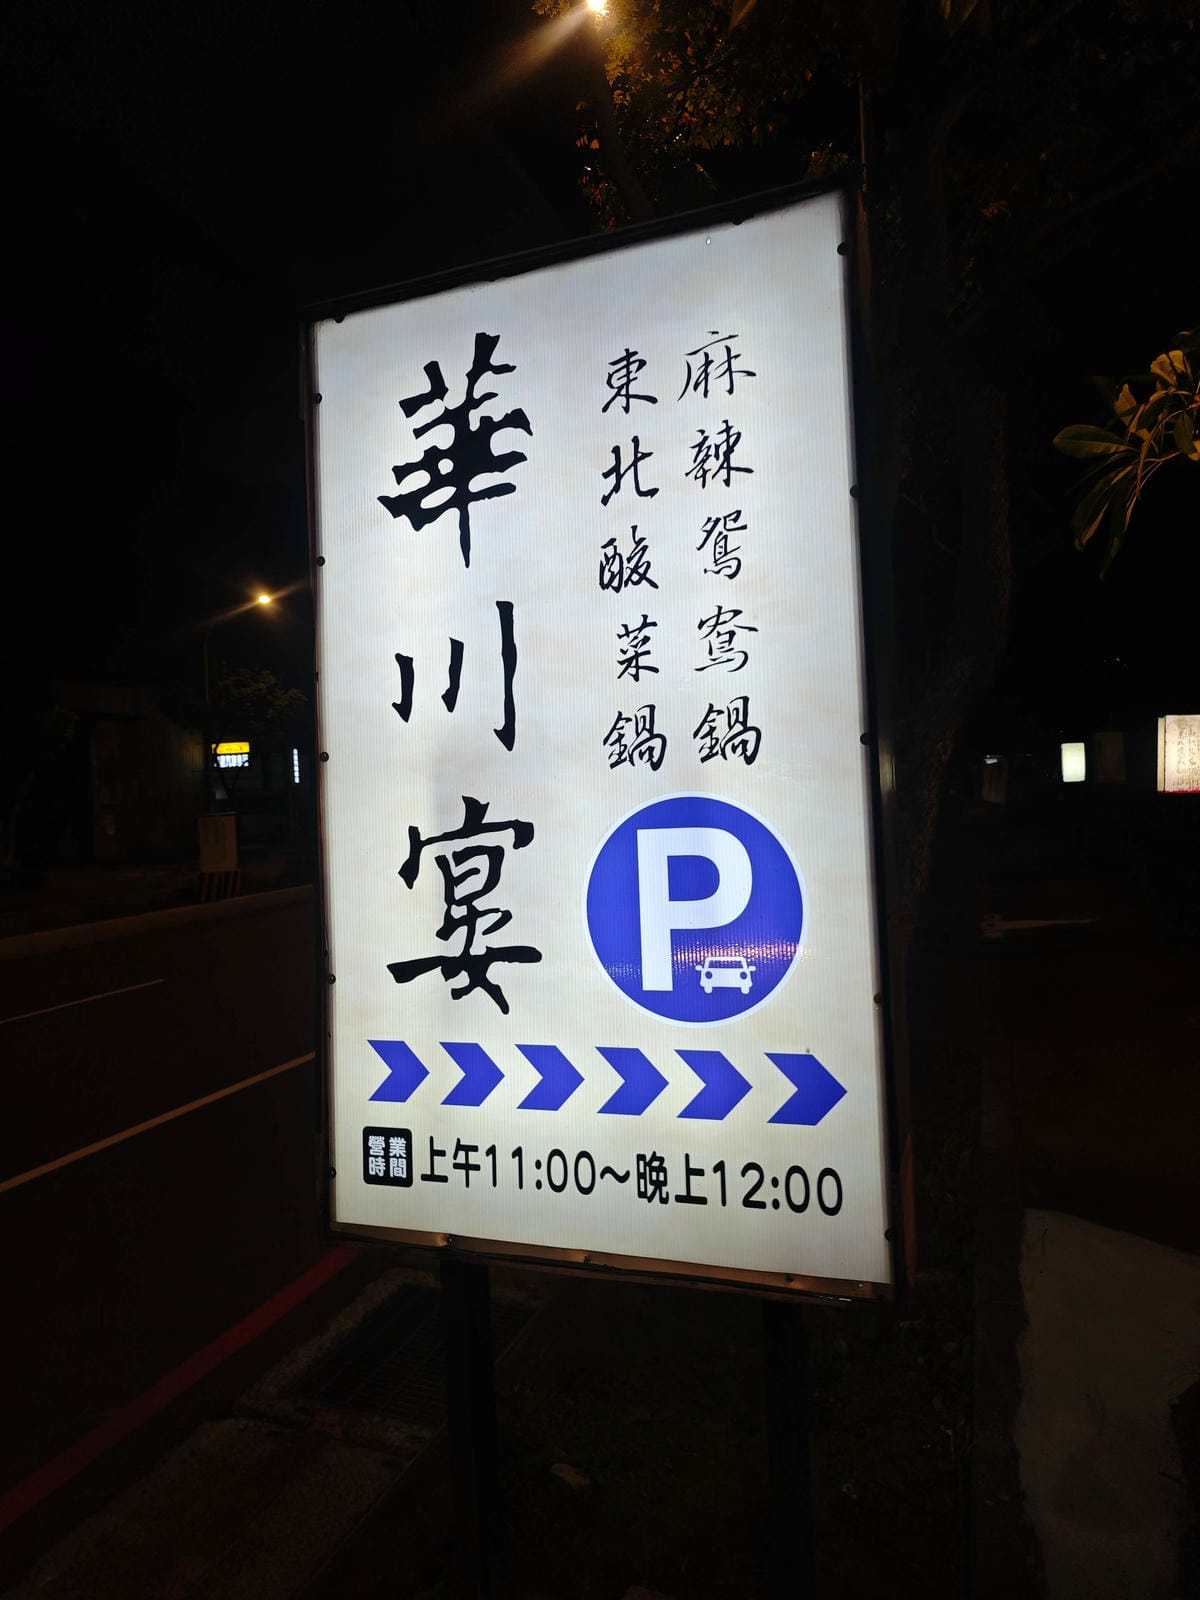 麻辣鴛鴦鍋
東北酸菜鍋
華川宴
P
營業時間
上午11:00～晚上12:00